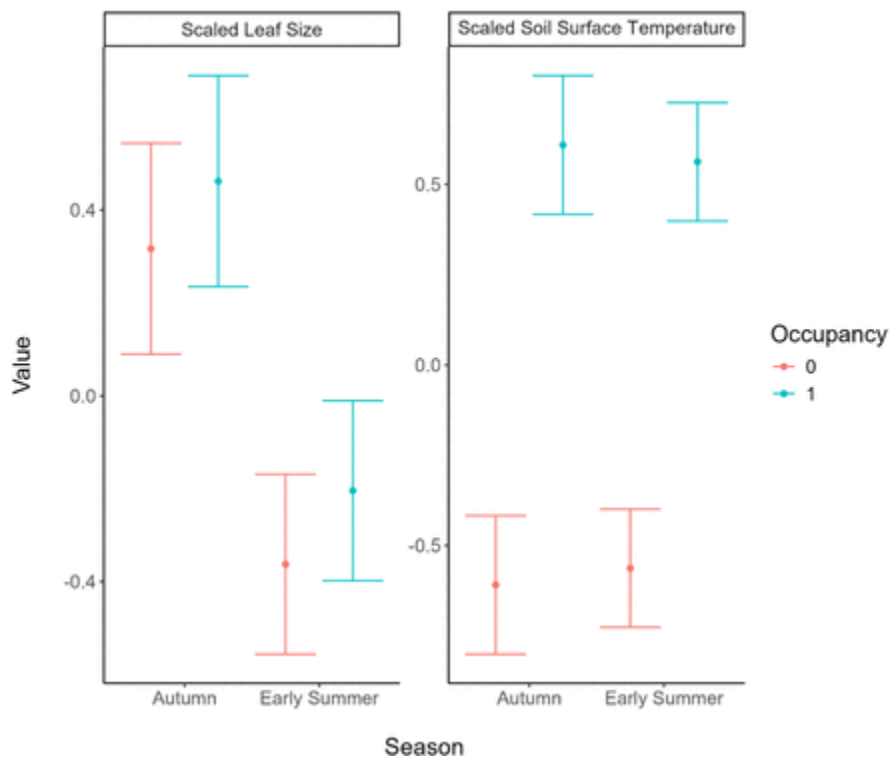 Scaled Leaf Size
Scaled Soil Surface Temperature
0.4
0.0
-0.4
0.5
0.0
-0.5
Value
Autumn
Early Summer
Autumn
Early Summer
Season
Occupancy
0
1